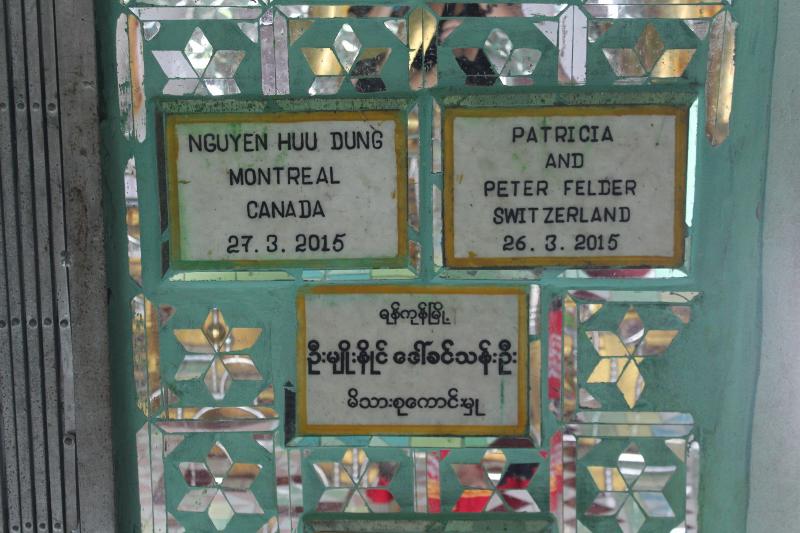 NGUYEN HUU DUNG
MONTREAL
CANADA
27.3.2015
PATRICIA
AND
PETER FELDER
SWITZERLAND
26.3.2015
ရန်ကုန်မြို့
ဦးမျိုးနိုင် ဒေါ်ခင်သန်းဦး
မိသားစုကောင်းမှု